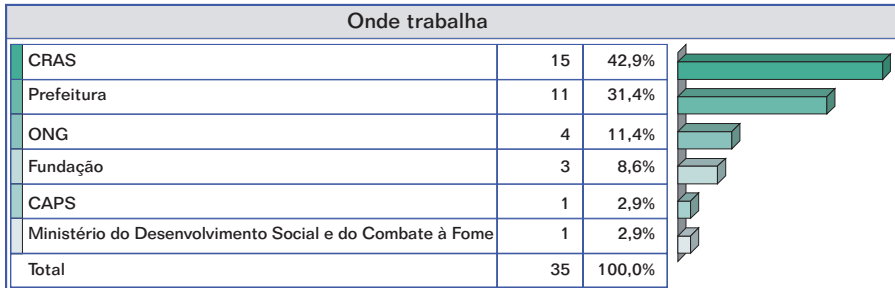 Onde trabalha
CRAS 15 42,9%
Prefeitura 11 31,4%
ONG 4 11,4%
Fundação 3 8,6%
CAPS 1 2,9%
Ministério do Desenvolvimento Social e do Combate à Fome 1 2,9%
Total 35 100,0%